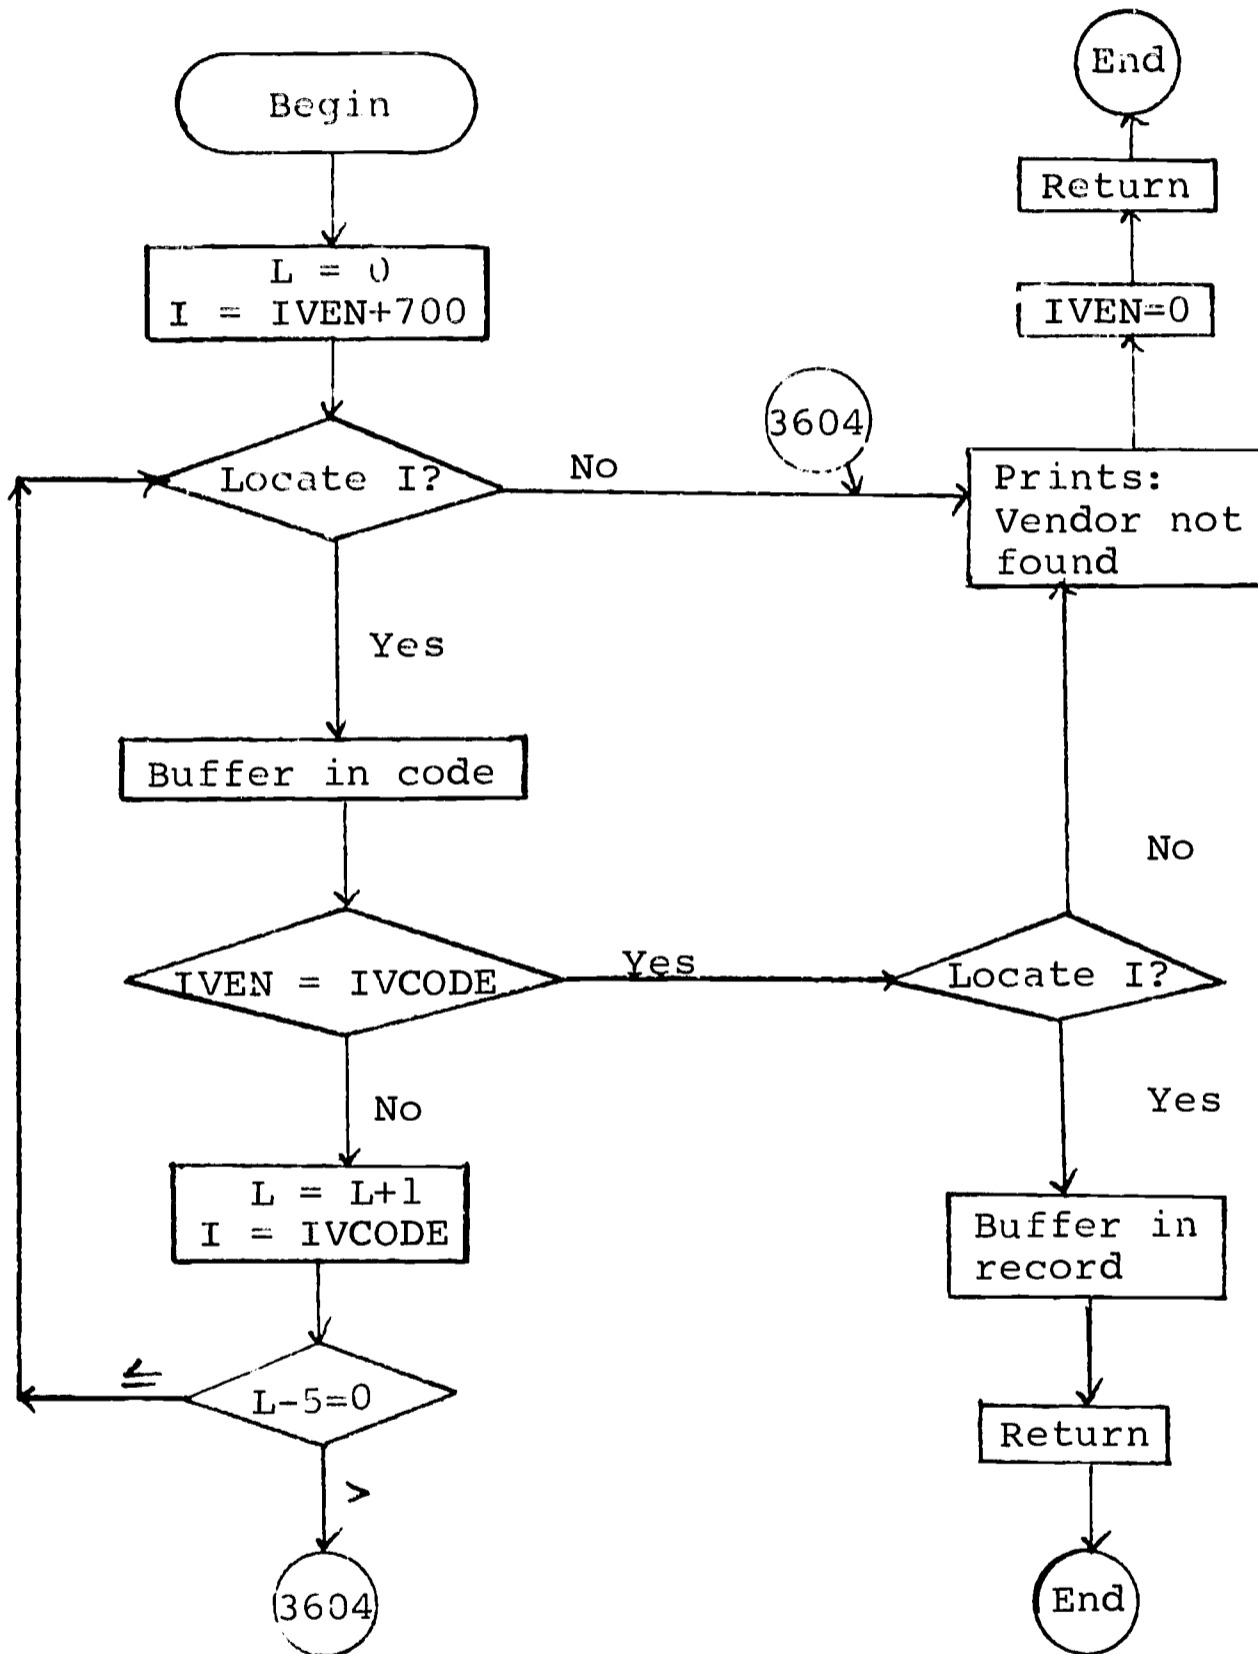 Begin
L = 0
I = IVEN+700
Locate I?
No
Yes
Buffer in code
IVEN = IVCODE
Yes
No
L = L+1
I = IVCODE
L-5=0
≤
>
3604
End
Return
IVEN=0
3604
Prints:
Vendor not
found
No
Locate I?
Yes
Buffer in
record
Return
End